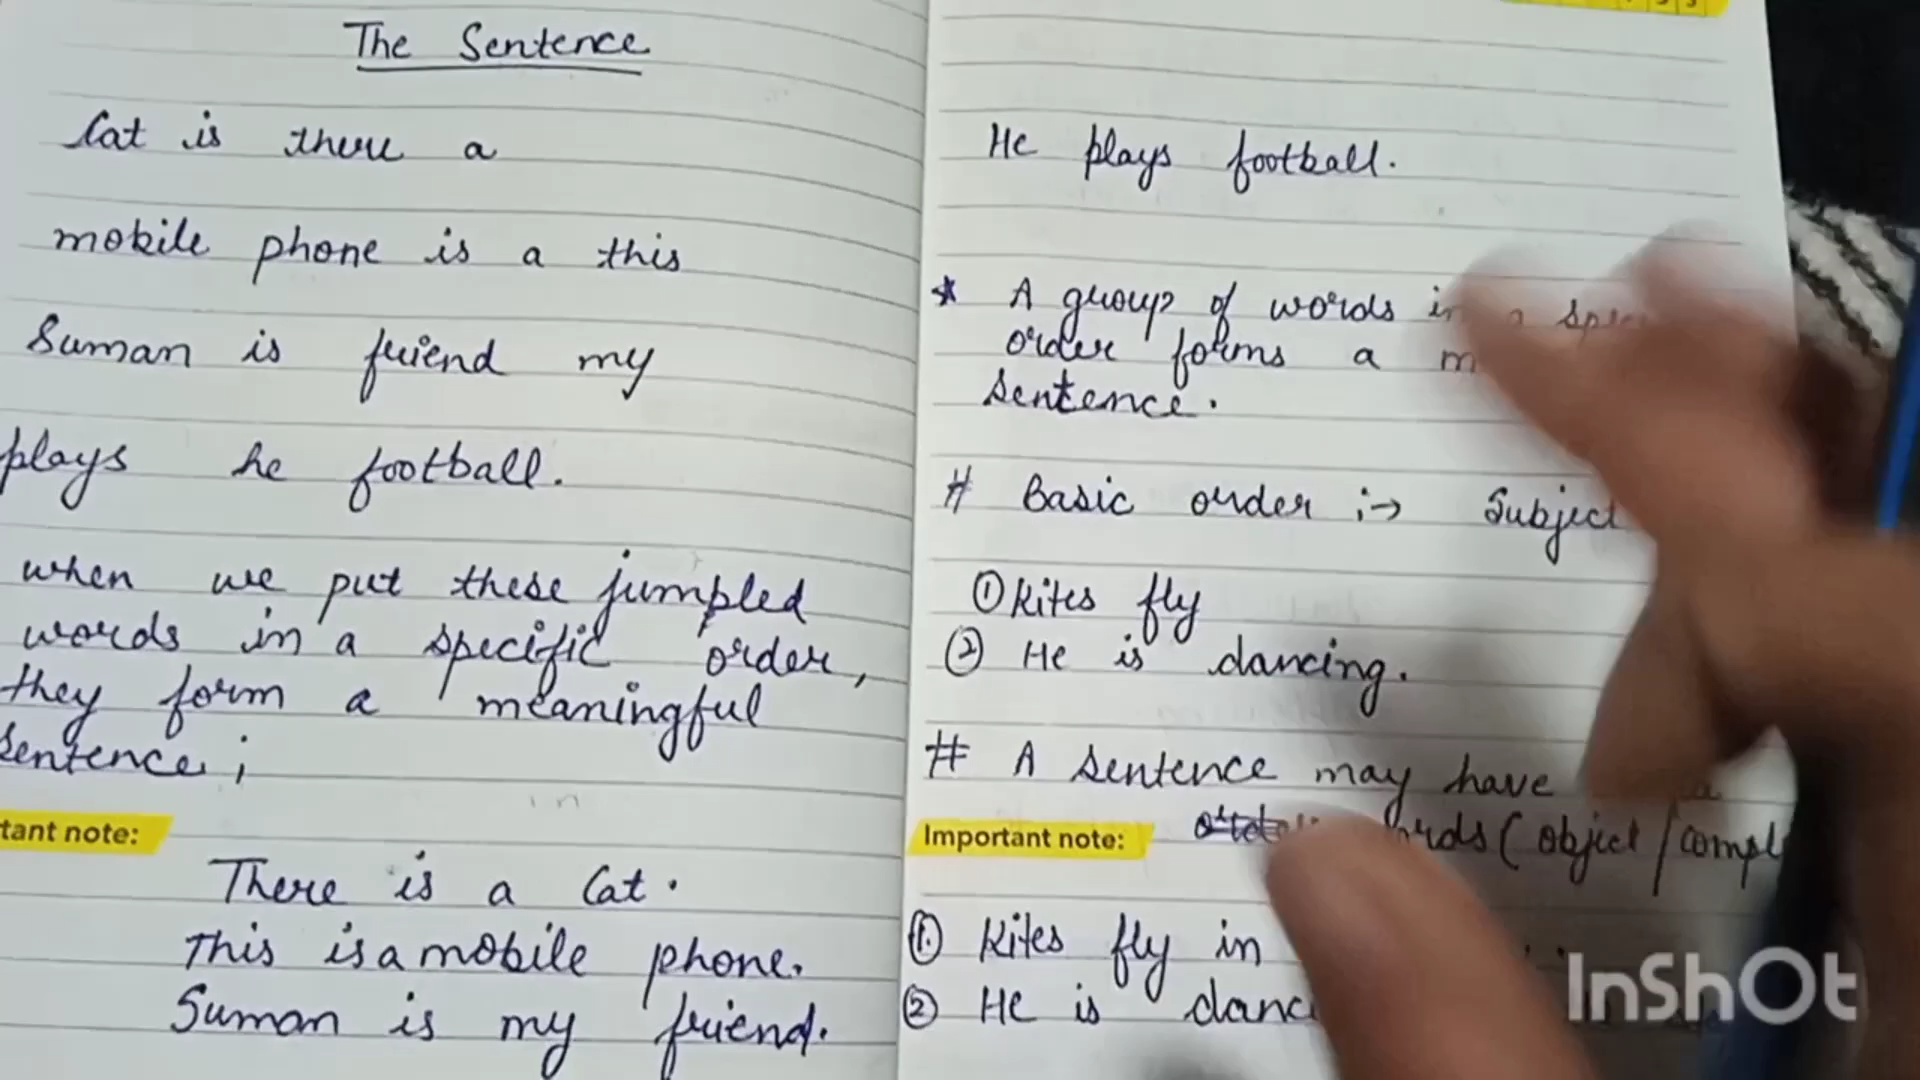 The Sentence
Cat is there a
mobile phone is a this
Suman is friend my
plays he football.
when we put these jumpled
words in a specific order,
they form a meaningful
sentence;
tant note:
There is a Cat.
This is a mobile phone.
Suman is my friend.
He plays football.
* A group of words in
order forms a
sentence.
# Basic order :→ Subject
① Kites fly
② He is dancing.
# A sentence may have
Important note:
(object / compl
① Kites fly in
② He is danc
InShOt